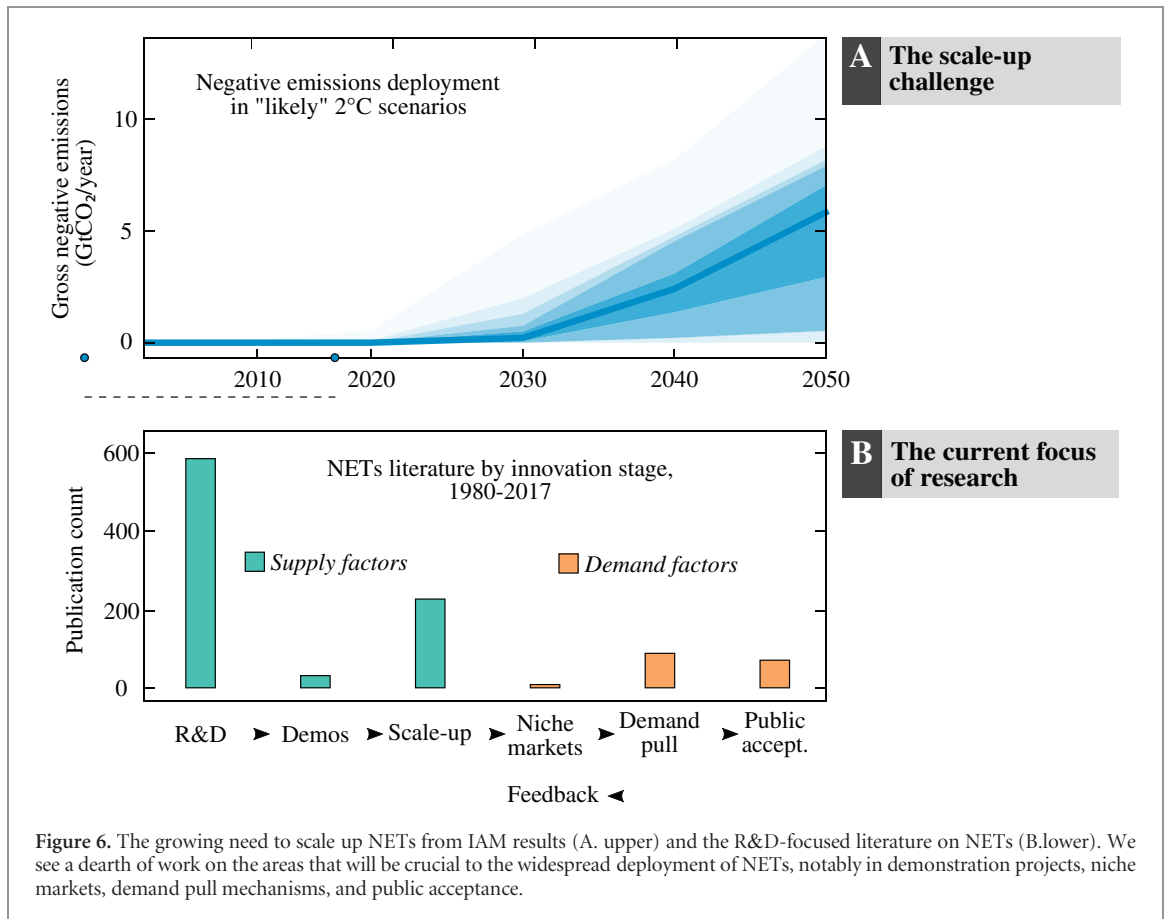 A The scale-up
challenge
Negative emissions deployment
in "likely" 2°C scenarios
Gross negative emissions
(GtCO₂/year)
10
5
0
2010 2020 2030 2040 2050
B The current focus
of research
NETs literature by innovation stage,
1980-2017
Publication count
600
400
200
0
Supply factors Demand factors
R&D ➤ Demos ➤ Scale-up ➤ Niche markets ➤ Demand pull ➤ Public accept.
Feedback ◄
Figure 6. The growing need to scale up NETs from IAM results (A. upper) and the R&D-focused literature on NETs (B.lower). We
see a dearth of work on the areas that will be crucial to the widespread deployment of NETs, notably in demonstration projects, niche
markets, demand pull mechanisms, and public acceptance.